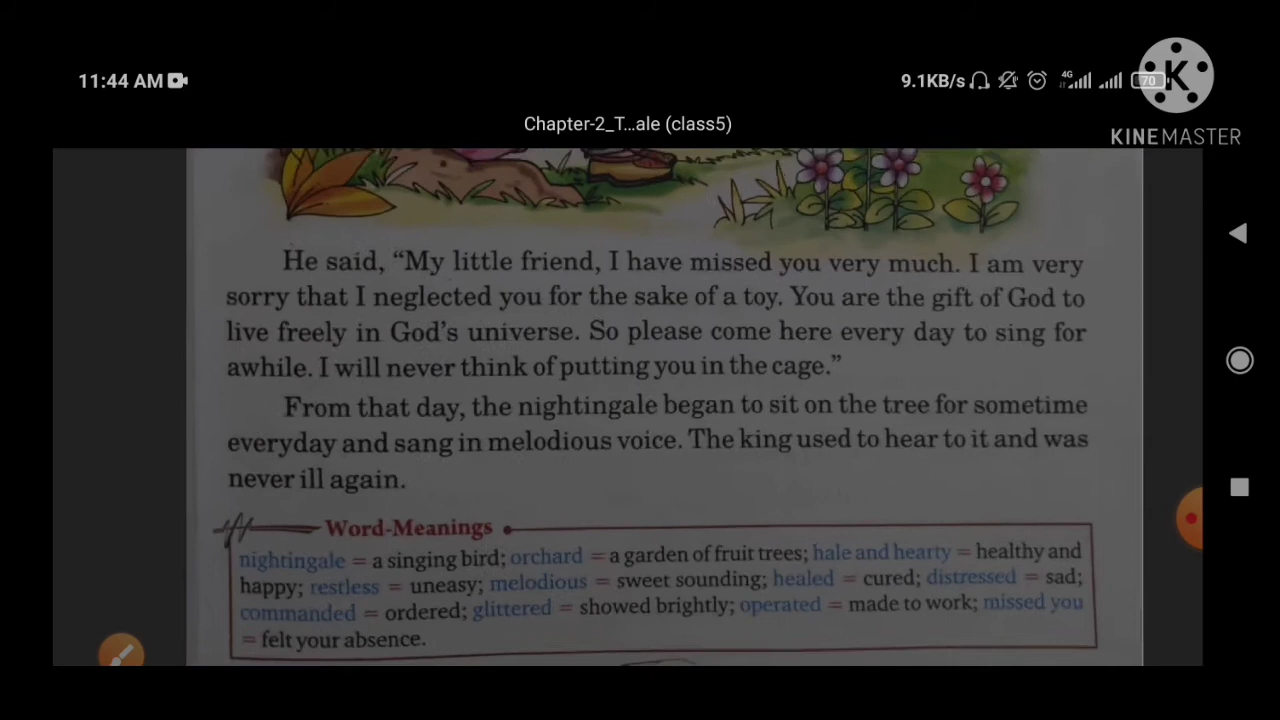 11:44 AM
9.1KB/s
4G
70
K
KINEMASTER
Chapter-2_T...ale (class5)
He said, “My little friend, I have missed you very much. I am very
sorry that I neglected you for the sake of a toy. You are the gift of God to
live freely in God’s universe. So please come here every day to sing for
awhile. I will never think of putting you in the cage.”
From that day, the nightingale began to sit on the tree for sometime
everyday and sang in melodious voice. The king used to hear to it and was
never ill again.
Word-Meanings
nightingale = a singing bird; orchard = a garden of fruit trees; hale and hearty = healthy and
happy; restless = uneasy; melodious = sweet sounding; healed = cured; distressed = sad;
commanded = ordered; glittered = showed brightly; operated = made to work; missed you
= felt your absence.